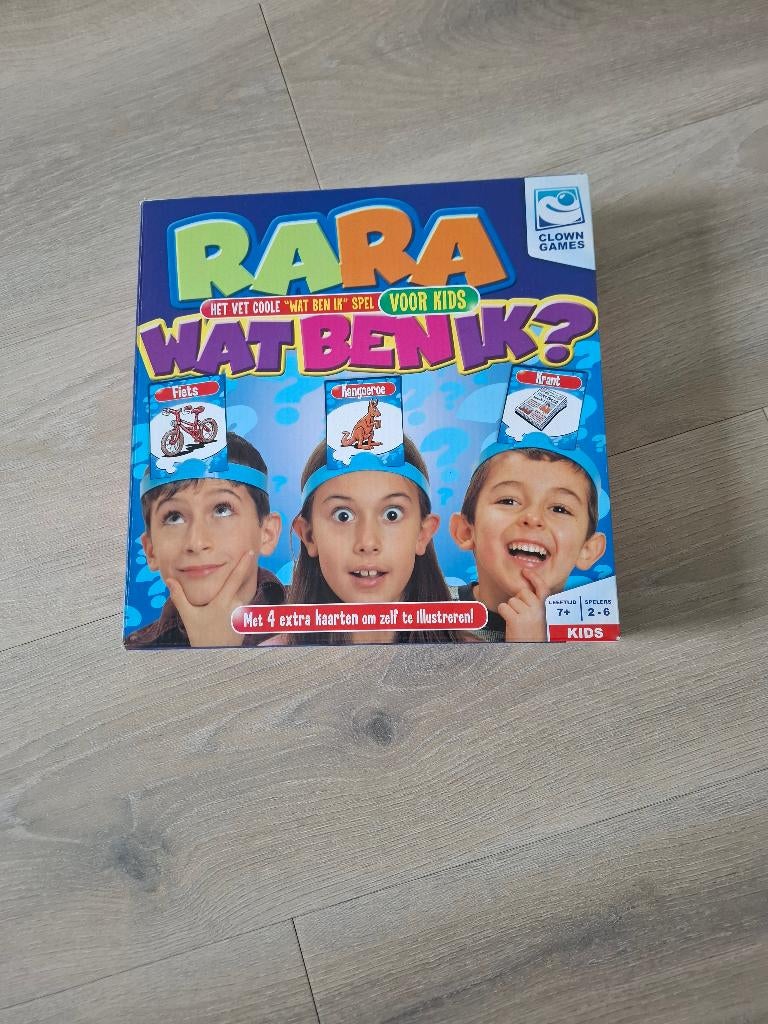 RARA
CLOWN
GAMES
HET VET COOLE "WAT BEN IK" SPEL VOOR KIDS
WAT BEN IK?
Fiets
Kangoeroe
Krant
Met 4 extra kaarten om zelf te illustreren!
LEEFTIJD SPELERS
7+ 2 - 6
KIDS